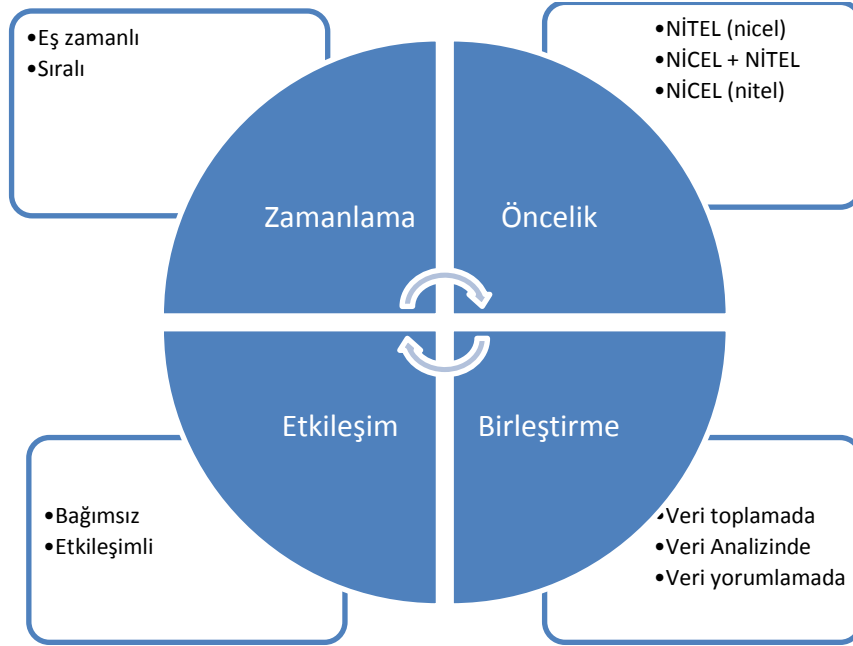 •Eş zamanlı
•Sıralı
•NİTEL (nicel)
•NİCEL + NİTEL
•NİCEL (nitel)
Zamanlama
Öncelik
Etkileşim
Birleştirme
•Bağımsız
•Etkileşimli
•Veri toplamada
•Veri Analizinde
•Veri yorumlamada